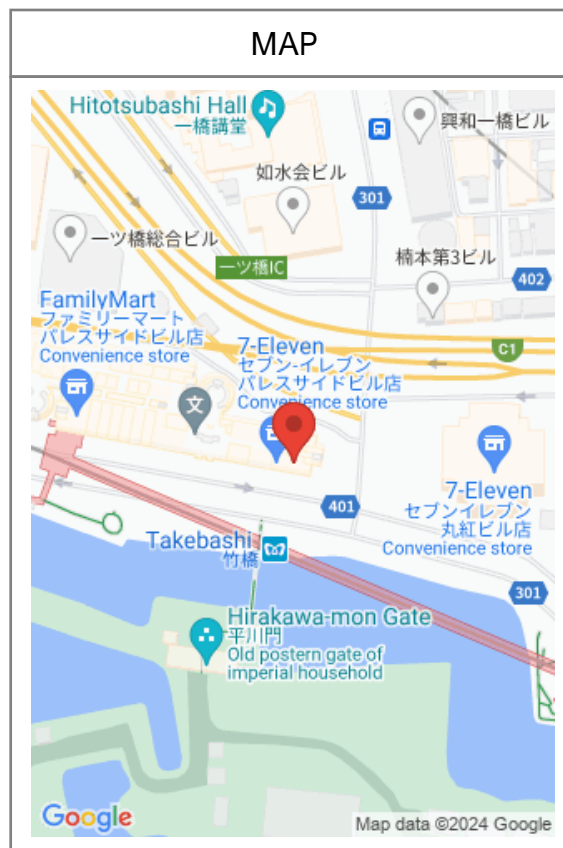 MAP
Hitotsubashi Hall
一橋講堂
興和一橋ビル
如水会ビル
301
一ツ橋総合ビル
一ツ橋IC
楠本第3ビル
402
FamilyMart
ファミリーマート
パレスサイドビル店
Convenience store
7-Eleven
セブン-イレブン
パレスサイドビル店
Convenience store
C1
文
7-Eleven
セブンイレブン
丸紅ビル店
Convenience store
401
Takebashi
竹橋
301
Hirakawa-mon Gate
平川門
Old postern gate of
imperial household
Google
Map data ©2024 Google